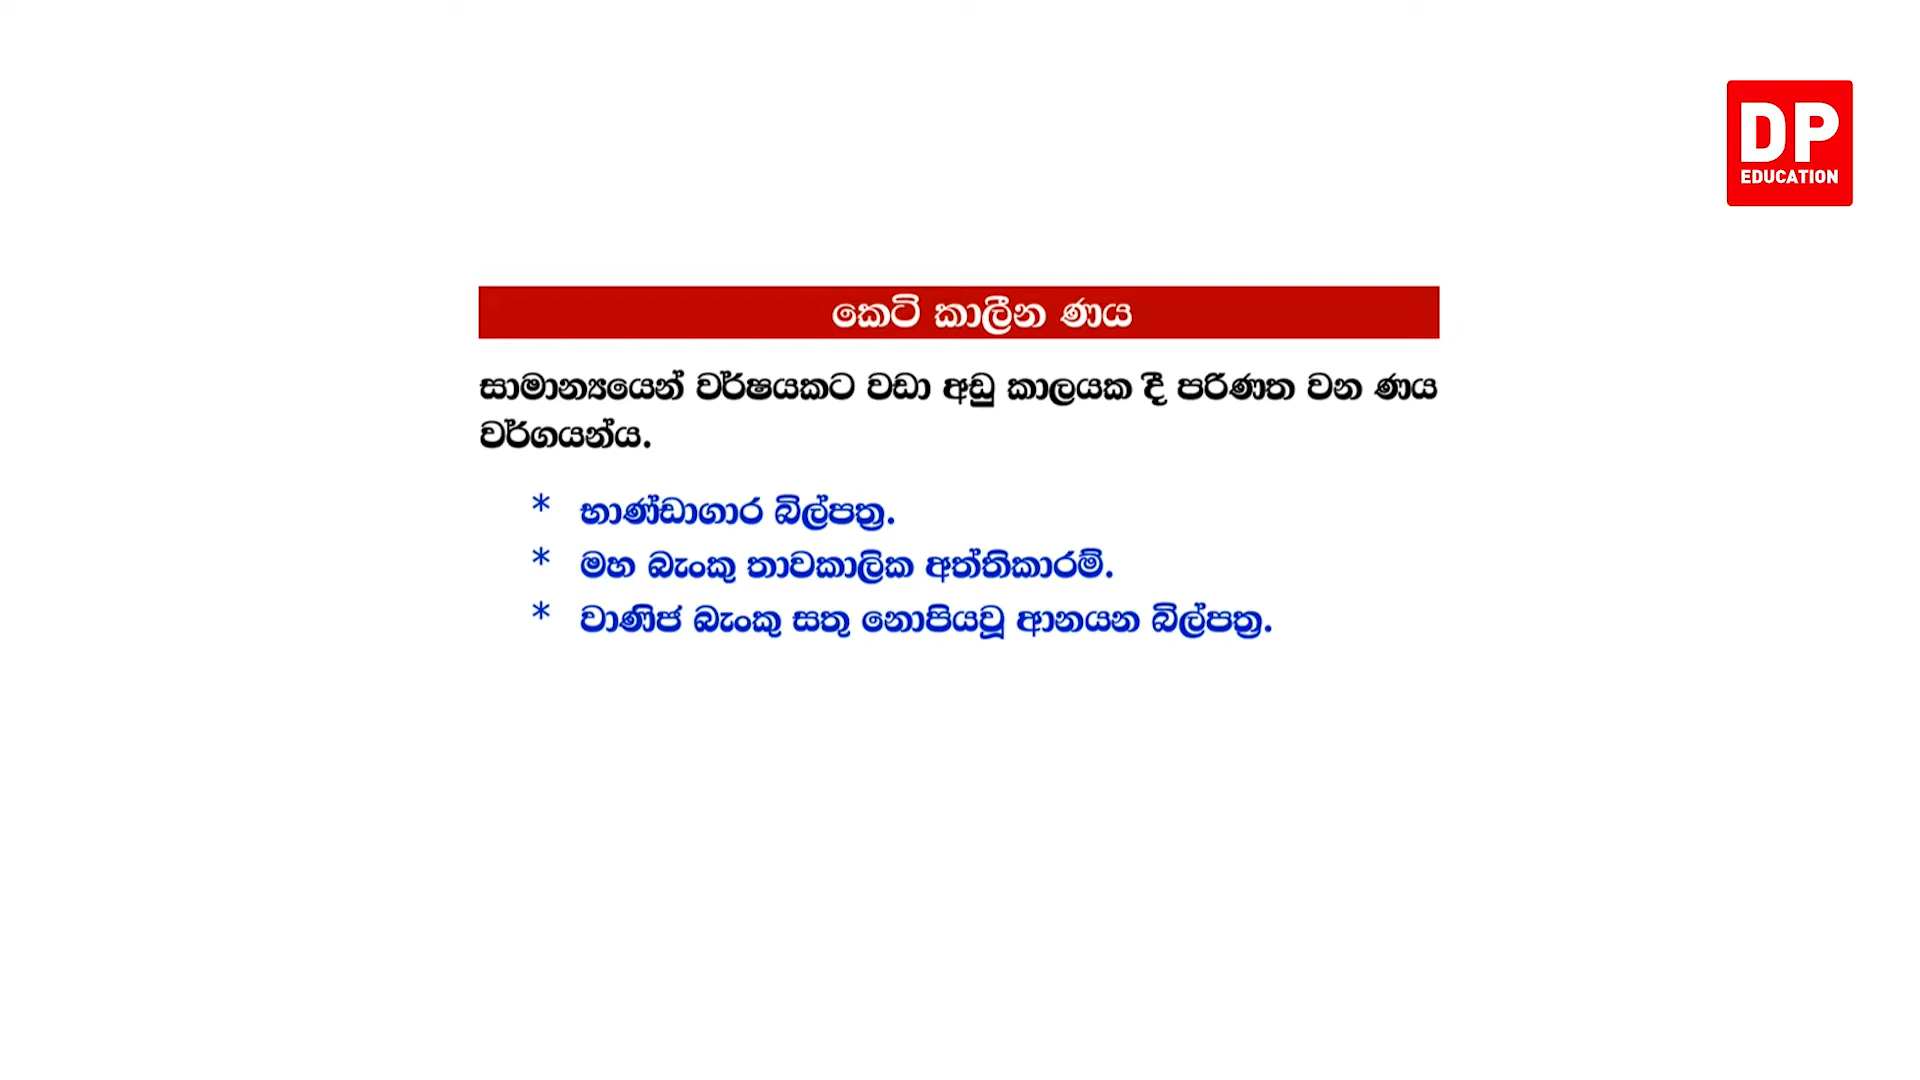 DP
EDUCATION
කෙටි කාලීන ණය
සාමාන්‍යයෙන් වර්ෂයකට වඩා අඩු කාලයක දී පරිණත වන ණය
වර්ගයන්ය.
* භාණ්ඩාගාර බිල්පත්‍ර.
* මහ බැංකු තාවකාලික අත්තිකාරම්.
* වාණිජ බැංකු සතු නොපියවූ ආනයන බිල්පත්‍ර.